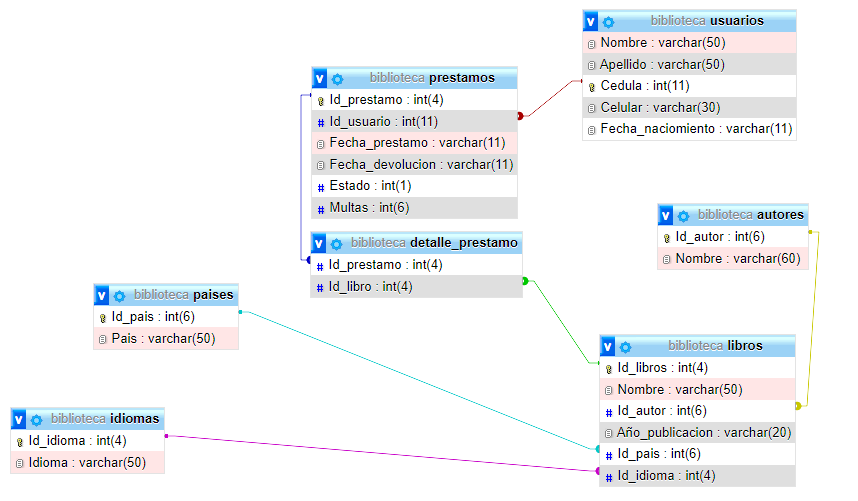 v biblioteca usuarios
Nombre : varchar(50)
Apellido : varchar(50)
Cedula : int(11)
Celular : varchar(30)
Fecha_naciomiento : varchar(11)
v biblioteca prestamos
Id_prestamo : int(4)
# Id_usuario : int(11)
Fecha_prestamo : varchar(11)
Fecha_devolucion : varchar(11)
# Estado : int(1)
# Multas : int(6)
v biblioteca detalle_prestamo
# Id_prestamo : int(4)
# Id_libro : int(4)
v biblioteca autores
Id_autor : int(6)
Nombre : varchar(60)
v biblioteca paises
Id_pais : int(6)
Pais : varchar(50)
v biblioteca libros
Id_libros : int(4)
Nombre : varchar(50)
# Id_autor : int(6)
Año_publicacion : varchar(20)
# Id_pais : int(6)
# Id_idioma : int(4)
v biblioteca idiomas
Id_idioma : int(4)
Idioma : varchar(50)